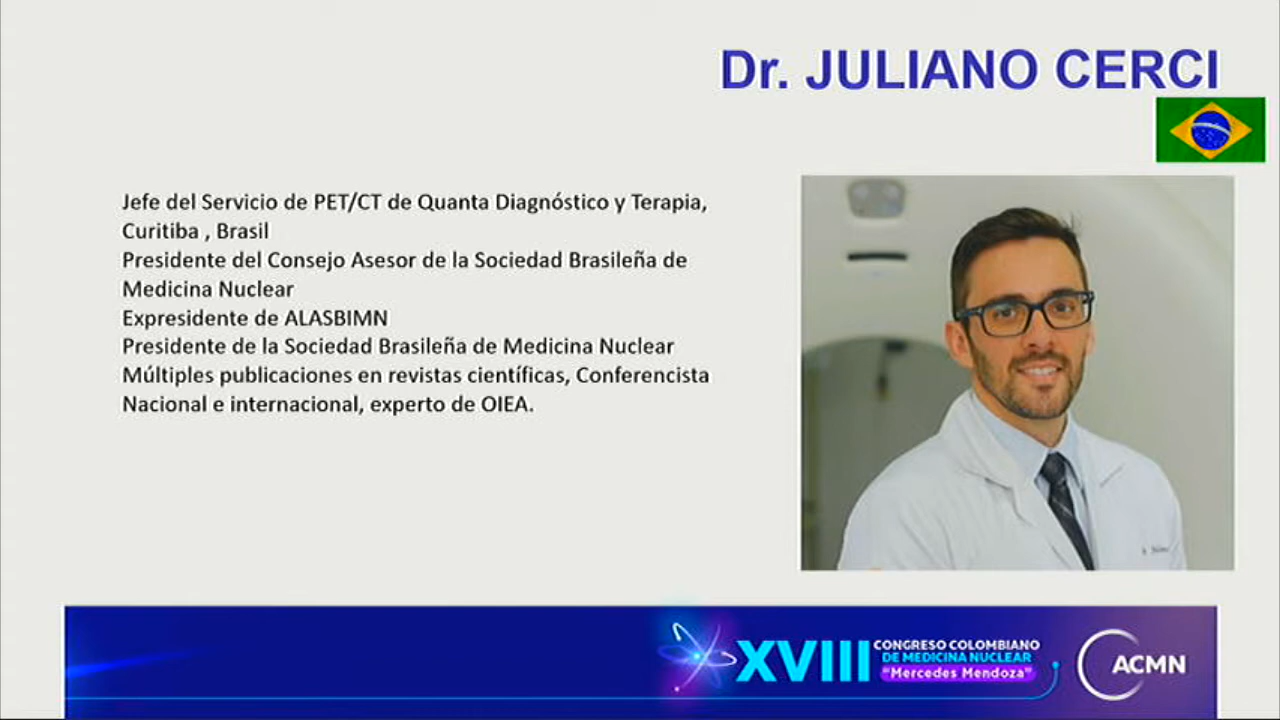 Dr. JULIANO CERCI
Jefe del Servicio de PET/CT de Quanta Diagnóstico y Terapia,
Curitiba , Brasil
Presidente del Consejo Asesor de la Sociedad Brasileña de
Medicina Nuclear
Expresidente de ALASBIMN
Presidente de la Sociedad Brasileña de Medicina Nuclear
Múltiples publicaciones en revistas científicas, Conferencista
Nacional e internacional, experto de OIEA.
XVIII
CONGRESO COLOMBIANO
DE MEDICINA NUCLEAR
"Mercedes Mendoza"
ACMN